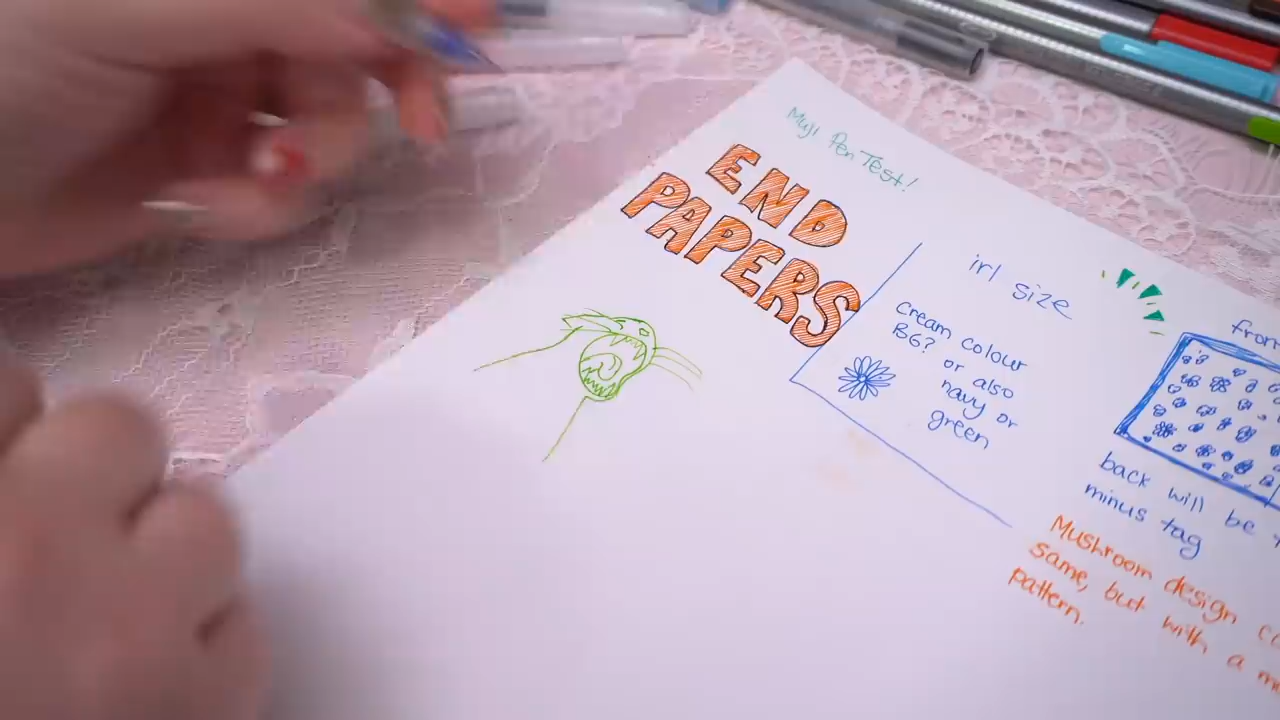 Muji Pen Test!
END
PAPERS
irl size
cream colour
B6? or also
navy or
green
back will be
minus tag
Mushroom design
same, but with a
pattern.